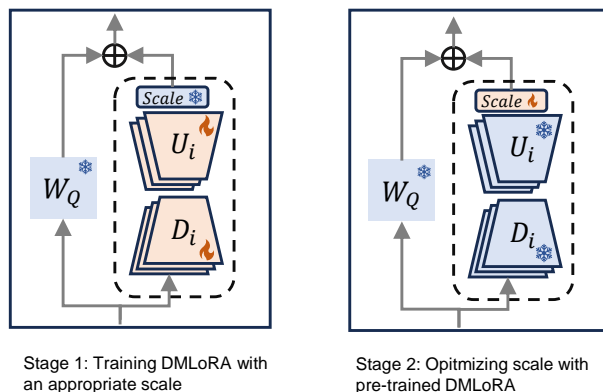 Scale
U_i
W_Q
D_i
Stage 1: Training DMLoRA with
an appropriate scale
Scale
U_i
W_Q
D_i
Stage 2: Opitmizing scale with
pre-trained DMLoRA